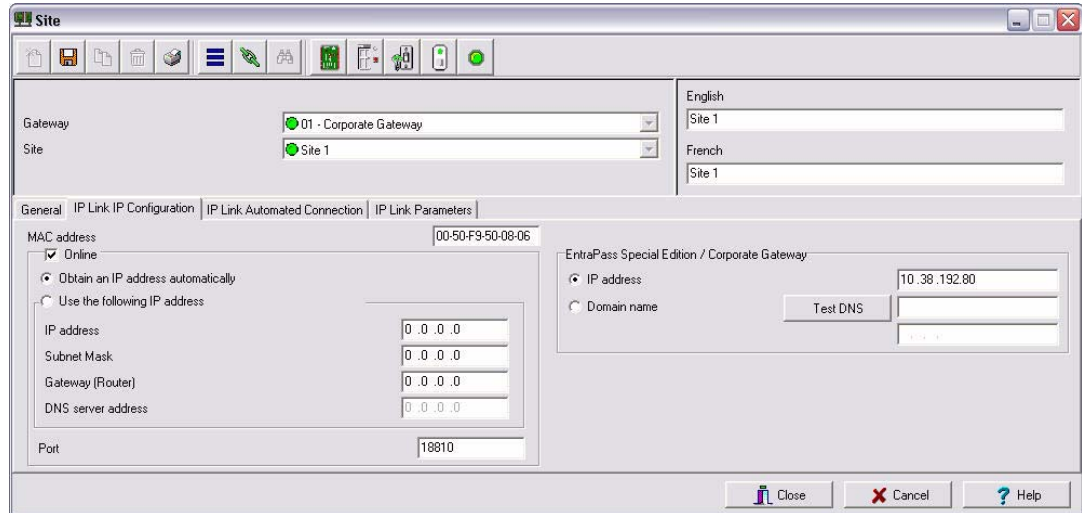 Site
English
Gateway
01 - Corporate Gateway
Site 1
Site
Site 1
French
Site 1
General
IP Link IP Configuration
IP Link Automated Connection
IP Link Parameters
MAC address
00-50-F9-50-08-06
Online
Obtain an IP address automatically
Use the following IP address
IP address
0 .0 .0 .0
Subnet Mask
0 .0 .0 .0
Gateway (Router)
0 .0 .0 .0
DNS server address
0 .0 .0 .0
Port
18810
EntraPass Special Edition / Corporate Gateway
IP address
10 .38 .192.80
Domain name
Test DNS
. . .
Close
Cancel
Help